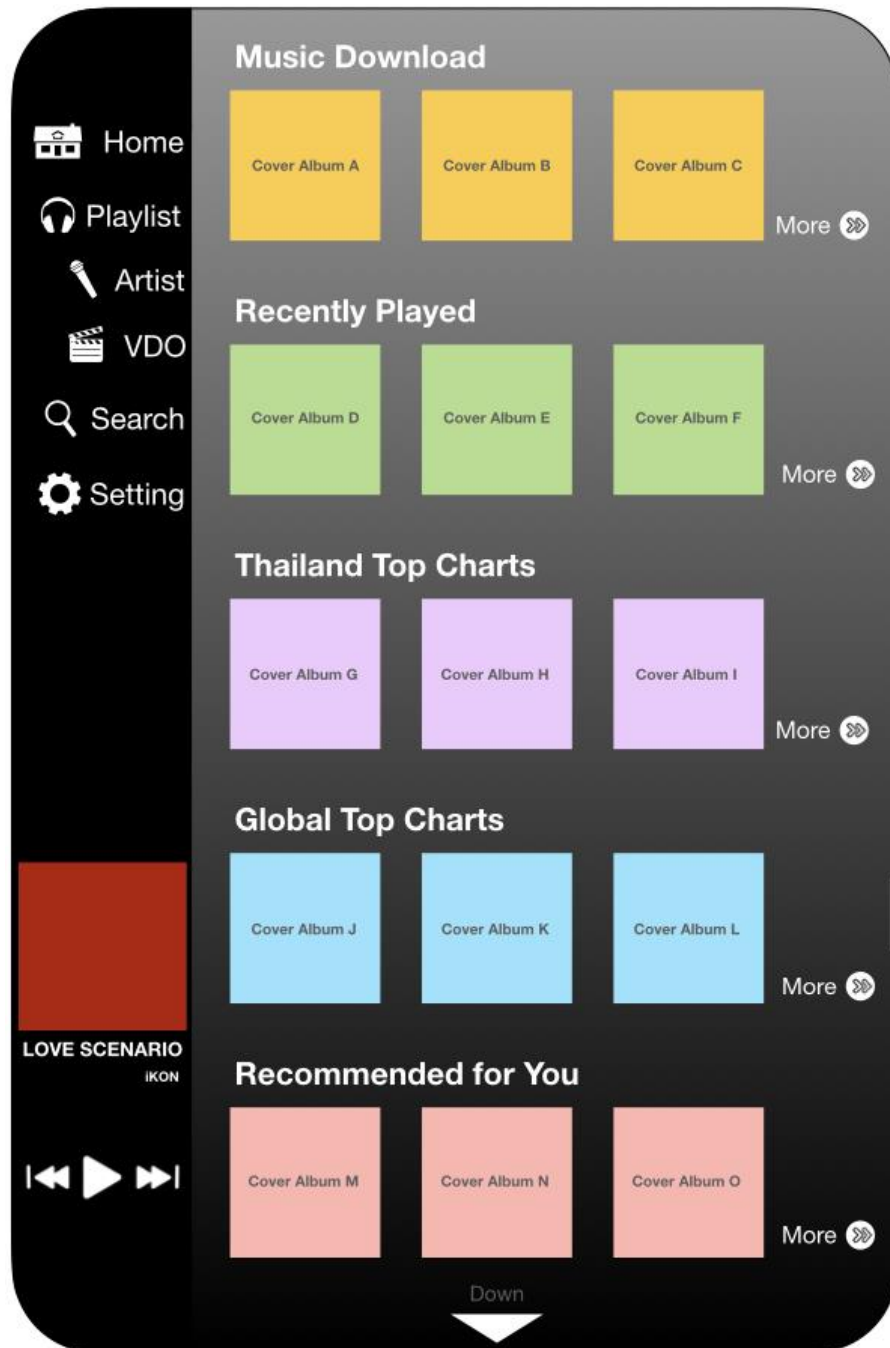 Home
Playlist
Artist
VDO
Search
Setting
LOVE SCENARIO
iKON
Music Download
Cover Album A
Cover Album B
Cover Album C
More
Recently Played
Cover Album D
Cover Album E
Cover Album F
More
Thailand Top Charts
Cover Album G
Cover Album H
Cover Album I
More
Global Top Charts
Cover Album J
Cover Album K
Cover Album L
More
Recommended for You
Cover Album M
Cover Album N
Cover Album O
More
Down